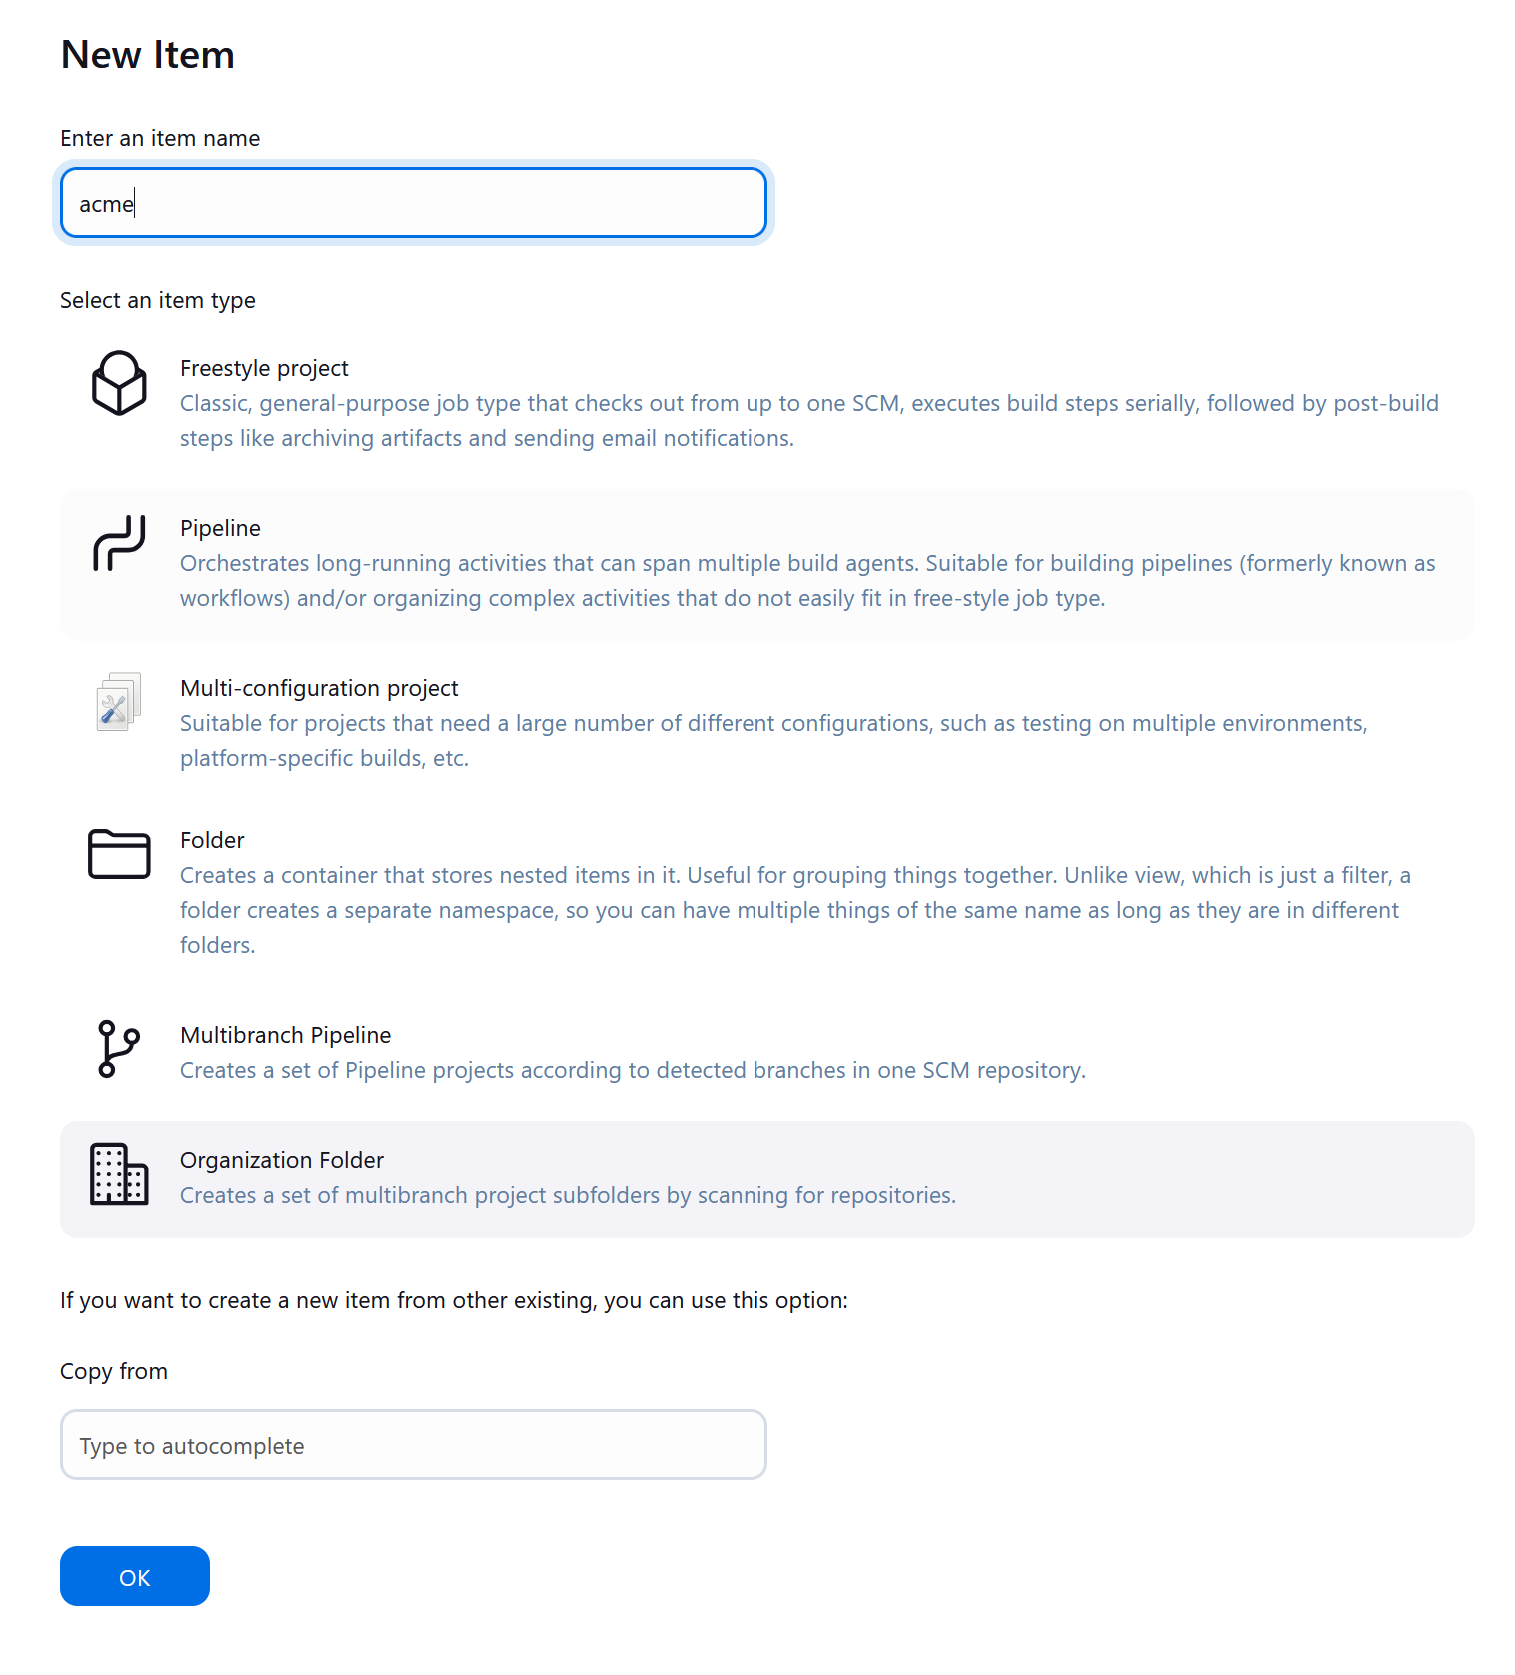 New Item
Enter an item name
acme
Select an item type
Freestyle project
Classic, general-purpose job type that checks out from up to one SCM, executes build steps serially, followed by post-build
steps like archiving artifacts and sending email notifications.
Pipeline
Orchestrates long-running activities that can span multiple build agents. Suitable for building pipelines (formerly known as
workflows) and/or organizing complex activities that do not easily fit in free-style job type.
Multi-configuration project
Suitable for projects that need a large number of different configurations, such as testing on multiple environments,
platform-specific builds, etc.
Folder
Creates a container that stores nested items in it. Useful for grouping things together. Unlike view, which is just a filter, a
folder creates a separate namespace, so you can have multiple things of the same name as long as they are in different
folders.
Multibranch Pipeline
Creates a set of Pipeline projects according to detected branches in one SCM repository.
Organization Folder
Creates a set of multibranch project subfolders by scanning for repositories.
If you want to create a new item from other existing, you can use this option:
Copy from
Type to autocomplete
OK